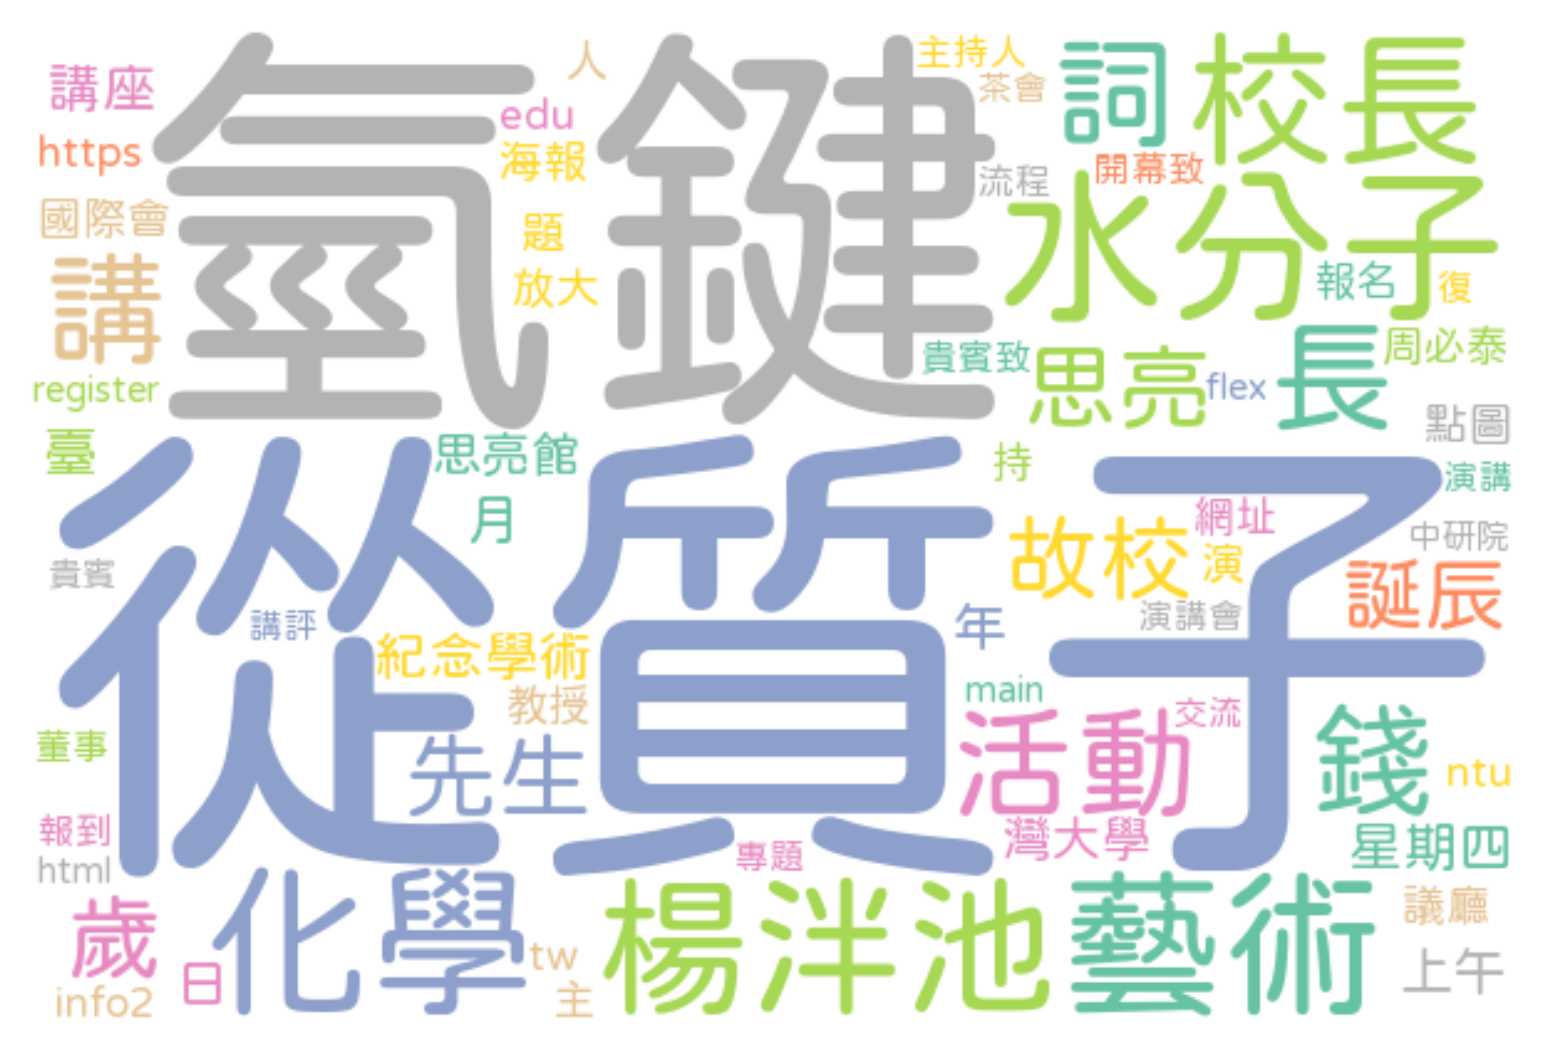 氫鍵
從質子
水分子
校長
詞
人
主持人
茶會
講座
edu
https
海報
開幕致
流程
國際會
題
放大
報名
復
講
貴賓致
思亮
flex
長
周必泰
register
點圖
臺
思亮館
持
演講
月
網址
中研院
故校
演
貴賓
誕辰
講評
年
演講會
紀念學術
教授
main
交流
活動
錢
董事
先生
ntu
報到
專題
灣大學
星期四
html
歲
化學
楊泮池
藝術
議廳
日
tw
上午
info2
主